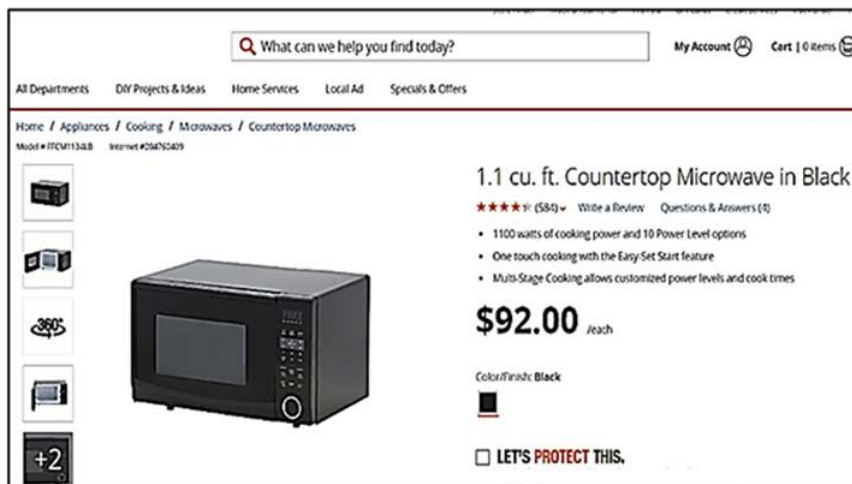 What can we help you find today?
My Account
Cart | 0 items
All Departments DIY Projects & Ideas Home Services Local Ad Specials & Offers
Home / Appliances / Cooking / Microwaves / Countertop Microwaves
Model # FFCM1134LB Internet #204760409
1.1 cu. ft. Countertop Microwave in Black
(584) Write a Review Questions & Answers (4)
• 1100 watts of cooking power and 10 Power Level options
• One touch cooking with the Easy-Set Start feature
• Multi-Stage Cooking allows customized power levels and cook times
$92.00 /each
Color/Finish: Black
360°
+2
LET'S PROTECT THIS.